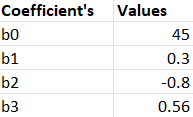 Coefficient's Values
b0 45
b1 0.3
b2 -0.8
b3 0.56